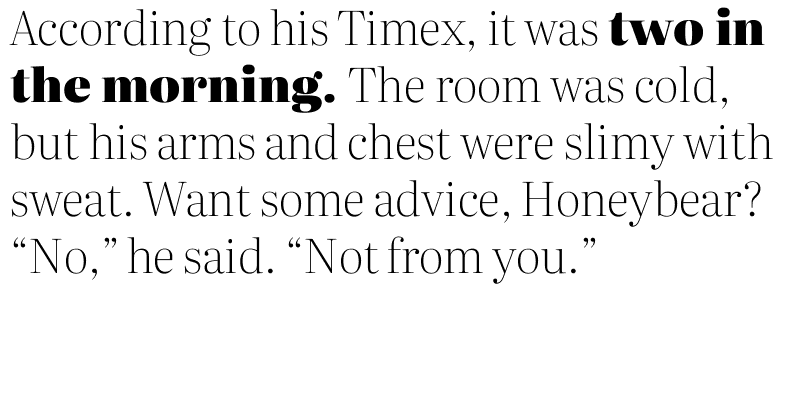 According to his Timex, it was two in
the morning. The room was cold,
but his arms and chest were slimy with
sweat. Want some advice, Honeybear?
“No,” he said. “Not from you.”